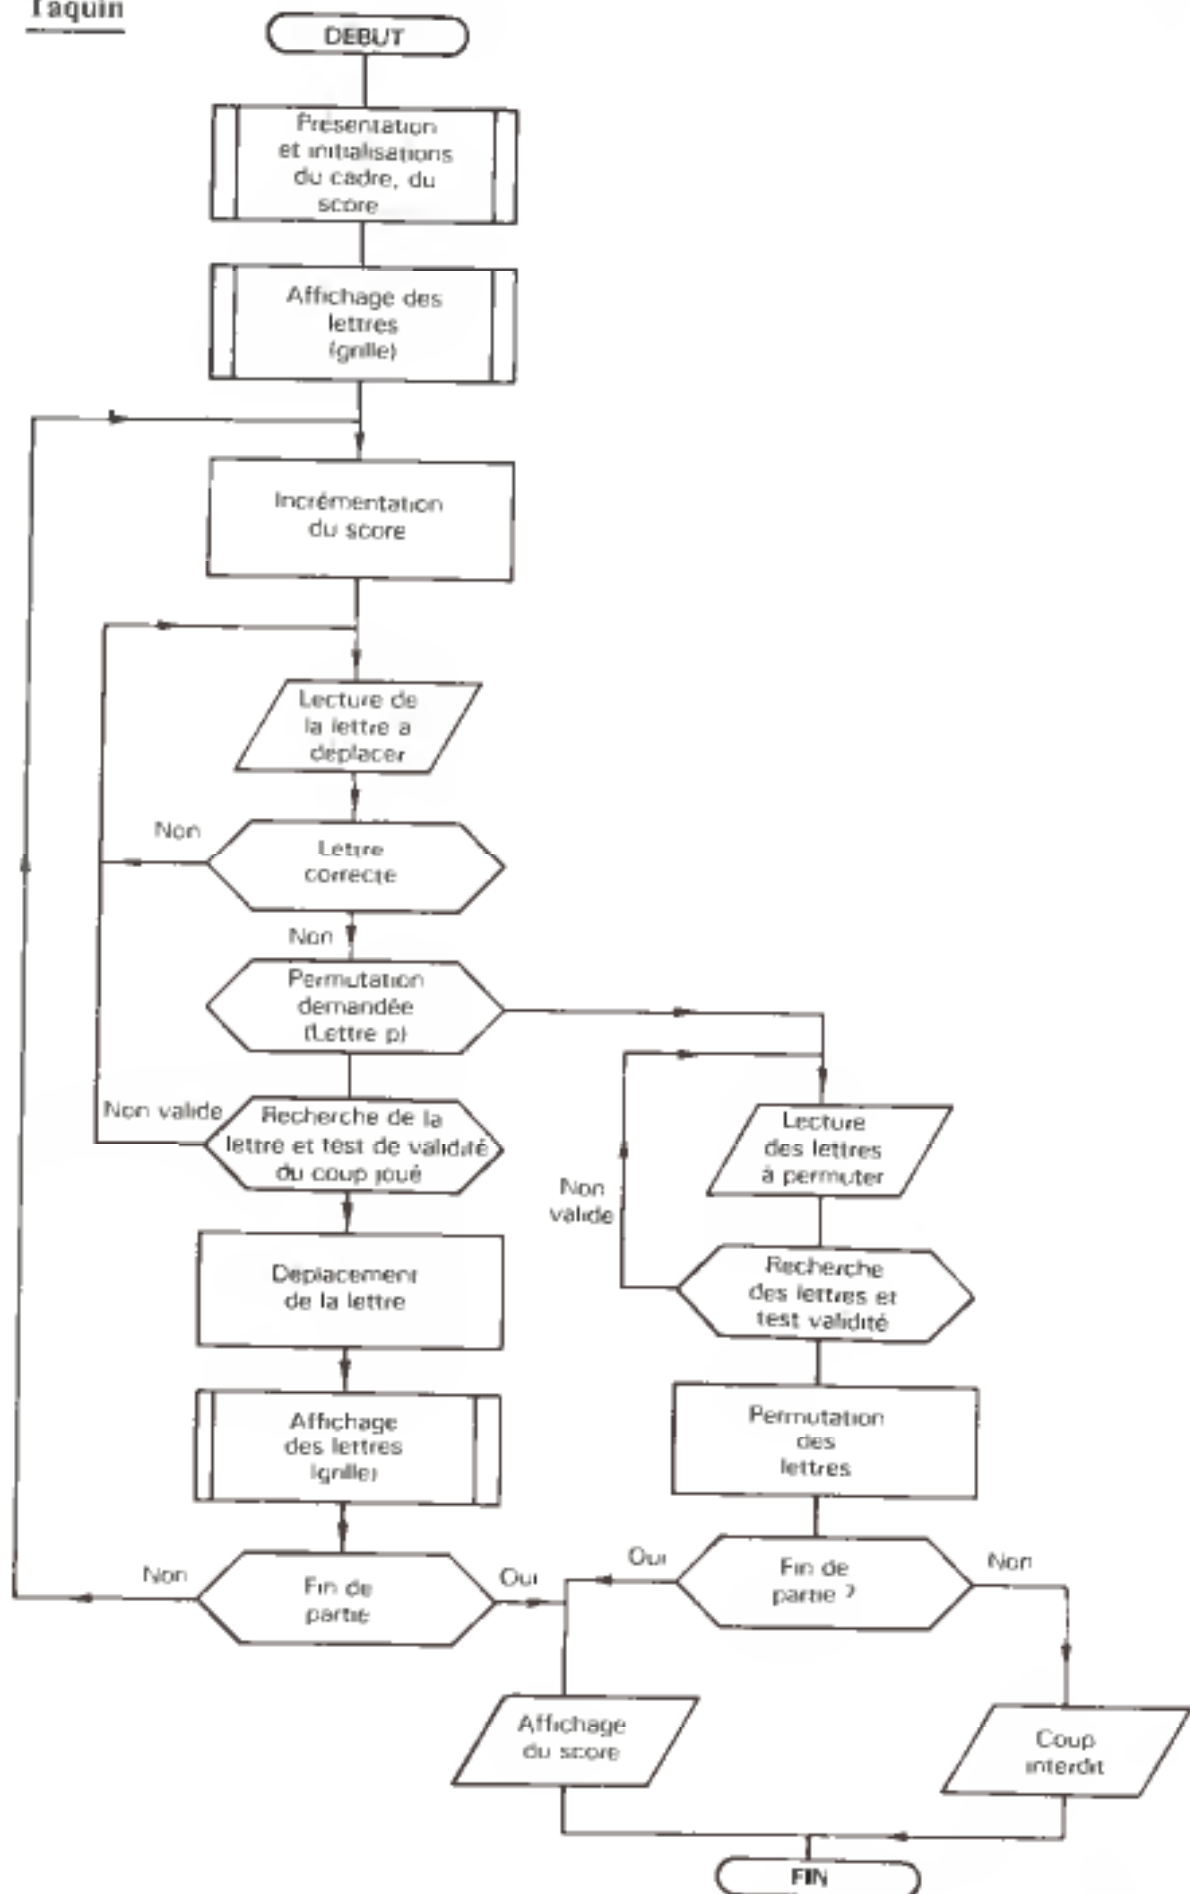 Taquin
DEBUT
Présentation
et initialisations
du cadre, du
score
Affichage des
lettres
(grille)
Incrémentation
du score
Lecture de
la lettre a
déplacer
Non
Lettre
correcte
Non
Permutation
demandée
(Lettre p)
Non valide
Recherche de la
lettre et test de validité
du coup joué
Lecture
des lettres
à permuter
Non
valide
Déplacement
de la lettre
Recherche
des lettres et
test validité
Affichage
des lettres
(grille)
Permutation
des
lettres
Non
Fin de
partie
Oui
Oui
Fin de
partie ?
Non
Affichage
du score
Coup
interdit
FIN